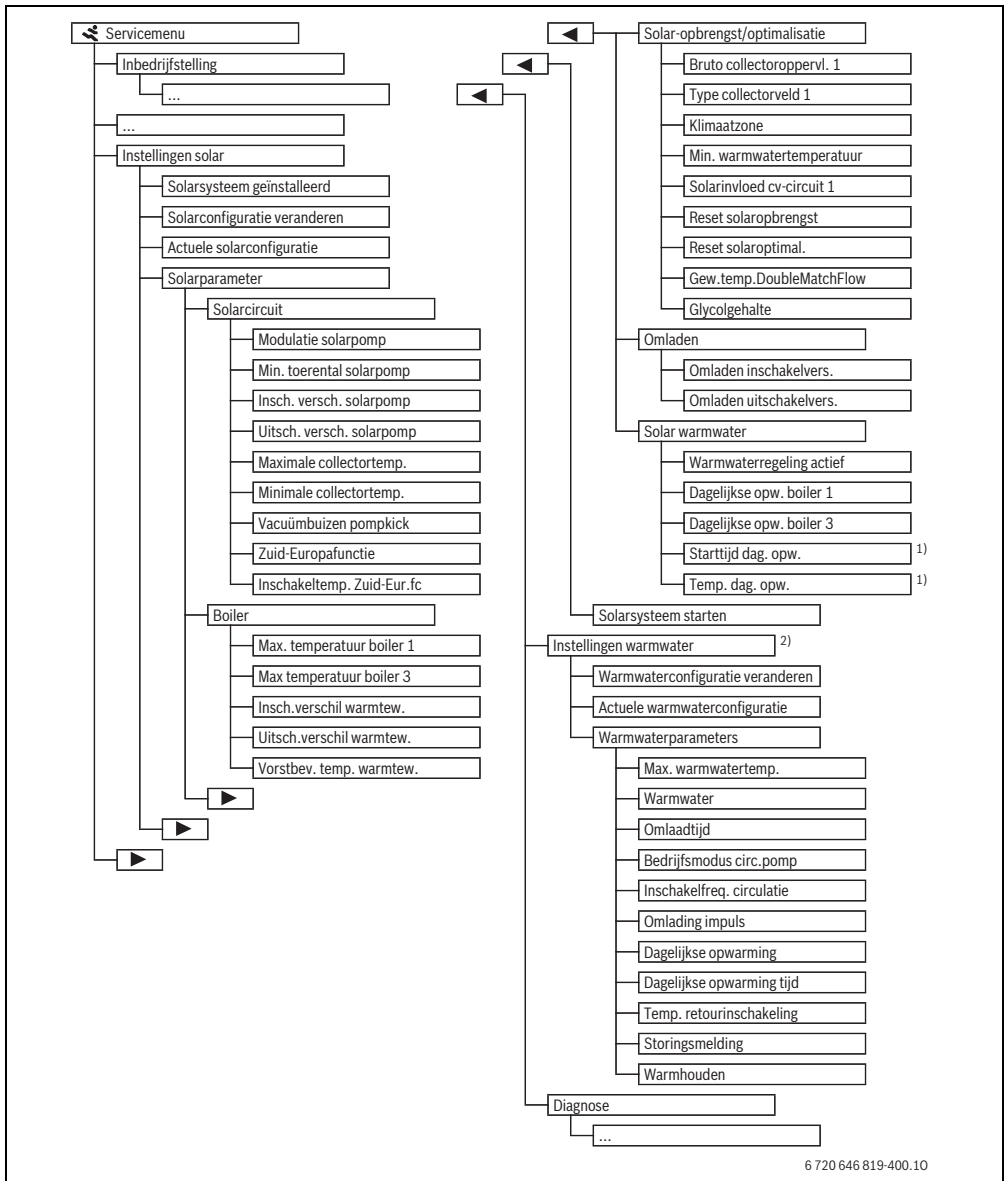 Servicemenu
Inbedrijfstelling
...
...
Instellingen solar
Solarsysteem geïnstalleerd
Solarconfiguratie veranderen
Actuele solarconfiguratie
Solarparameter
Solarcircuit
Modulatie solarpomp
Min. toerental solarpomp
Insch. versch. solarpomp
Uitsch. versch. solarpomp
Maximale collectortemp.
Minimale collectortemp.
Vacuümbuizen pompkick
Zuid-Europafunctie
Inschakeltemp. Zuid-Eur.fc
Boiler
Max. temperatuur boiler 1
Max temperatuur boiler 3
Insch.verschil warmtew.
Uitsch.verschil warmtew.
Vorstbev. temp. warmtew.
Solar-opbrengst/optimalisatie
Bruto collectoroppervl. 1
Type collectorveld 1
Klimaatzone
Min. warmwatertemperatuur
Solarinvloed cv-circuit 1
Reset solaropbrengst
Reset solaroptimal.
Gew.temp.DoubleMatchFlow
Glycolgehalte
Omladen
Omladen inschakelvers.
Omladen uitschakelvers.
Solar warmwater
Warmwaterregeling actief
Dagelijkse opw. boiler 1
Dagelijkse opw. boiler 3
Starttijd dag. opw. 1)
Temp. dag. opw. 1)
Solarsysteem starten
Instellingen warmwater 2)
Warmwaterconfiguratie veranderen
Actuele warmwaterconfiguratie
Warmwaterparameters
Max. warmwatertemp.
Warmwater
Omlaadtijd
Bedrijfsmodus circ.pomp
Inschakelfreq. circulatie
Omlading impuls
Dagelijkse opwarming
Dagelijkse opwarming tijd
Temp. retourinschakeling
Storingsmelding
Warmhouden
Diagnose
...
6 720 646 819-400.1O